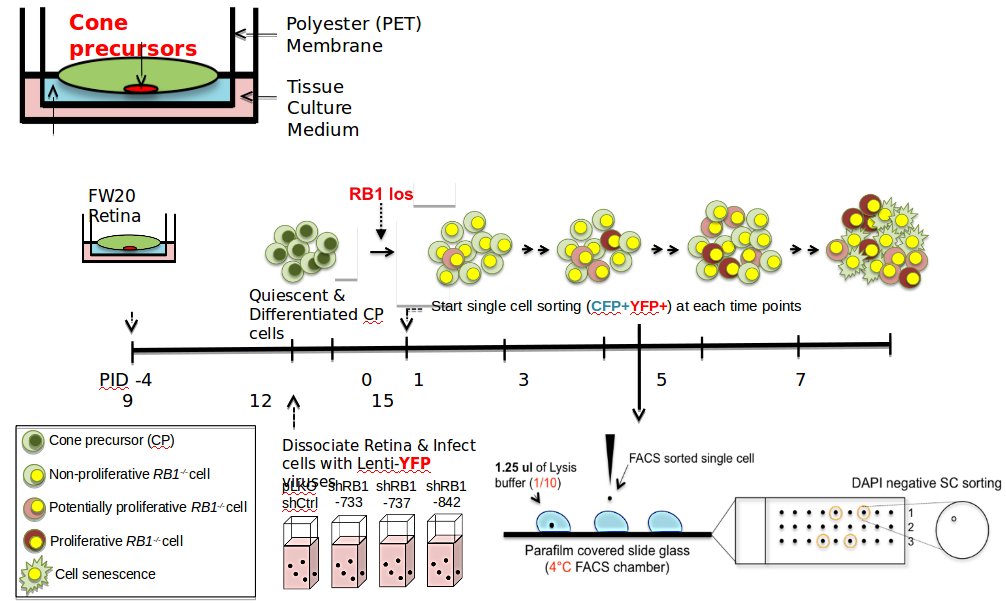 Cone
precursors
Polyester (PET)
Membrane
Tissue
Culture
Medium
FW20
Retina
RB1 los
Quiescent &
Differentiated CP
cells
Start single cell sorting (CFP+YFP+) at each time points
PID -4 0 1 3 5 7
9 12 15
Dissociate Retina & Infect
cells with Lenti-YFP
viruses
pLKO shRB1 shRB1 shRB1
shCtrl -733 -737 -842
Cone precursor (CP)
Non-proliferative RB1-/- cell
Potentially proliferative RB1-/- cell
Proliferative RB1-/- cell
Cell senescence
1.25 ul of Lysis
buffer (1/10)
FACS sorted single cell
Parafilm covered slide glass
(4°C FACS chamber)
DAPI negative SC sorting
1
2
3